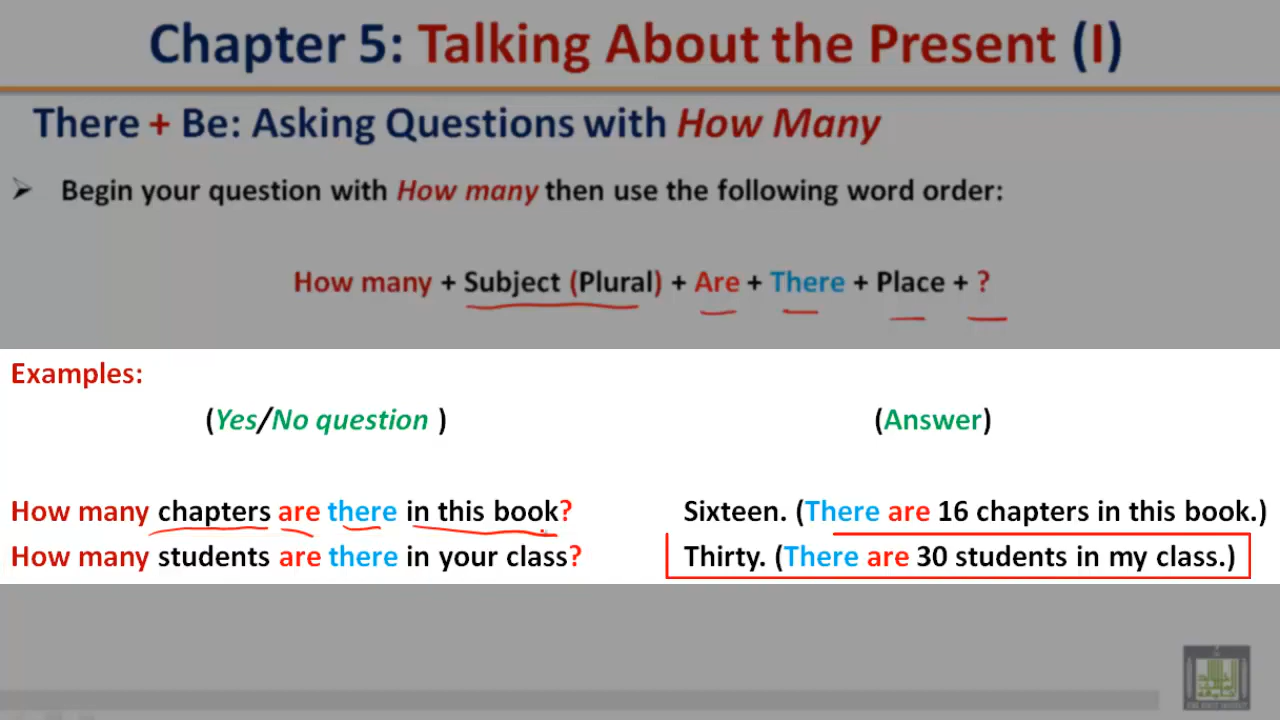 Chapter 5: Talking About the Present (I)
There + Be: Asking Questions with How Many
➢ Begin your question with How many then use the following word order:
How many + Subject (Plural) + Are + There + Place + ?
Examples:
(Yes/No question ) (Answer)
How many chapters are there in this book? Sixteen. (There are 16 chapters in this book.)
How many students are there in your class? Thirty. (There are 30 students in my class.)